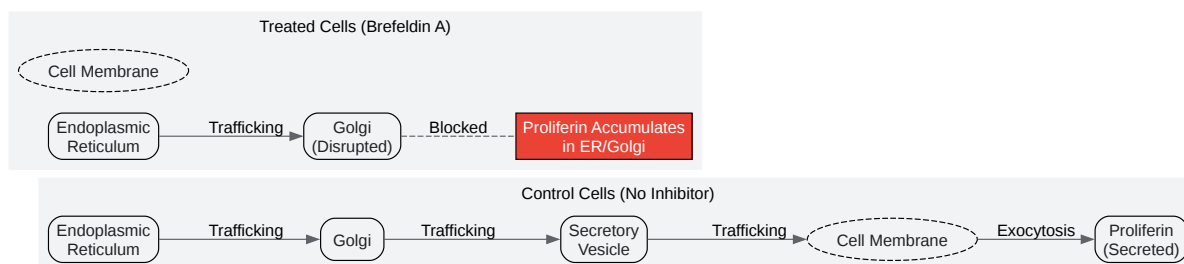 Treated Cells (Brefeldin A)
Cell Membrane
Endoplasmic
Reticulum
Trafficking
Golgi
(Disrupted)
Blocked
Proliferin Accumulates
in ER/Golgi
Control Cells (No Inhibitor)
Endoplasmic
Reticulum
Trafficking
Golgi
Trafficking
Secretory
Vesicle
Trafficking
Cell Membrane
Exocytosis
Proliferin
(Secreted)